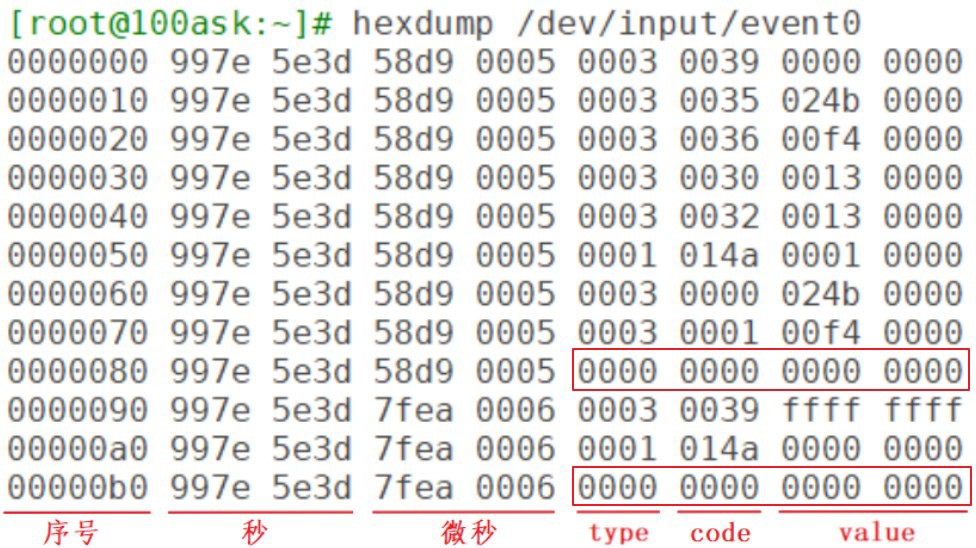 [root@100ask:~]# hexdump /dev/input/event0
0000000 997e 5e3d 58d9 0005 0003 0039 0000 0000
0000010 997e 5e3d 58d9 0005 0003 0035 024b 0000
0000020 997e 5e3d 58d9 0005 0003 0036 00f4 0000
0000030 997e 5e3d 58d9 0005 0003 0030 0013 0000
0000040 997e 5e3d 58d9 0005 0003 0032 0013 0000
0000050 997e 5e3d 58d9 0005 0001 014a 0001 0000
0000060 997e 5e3d 58d9 0005 0003 0000 024b 0000
0000070 997e 5e3d 58d9 0005 0003 0001 00f4 0000
0000080 997e 5e3d 58d9 0005 0000 0000 0000 0000
0000090 997e 5e3d 7fea 0006 0003 0039 ffff ffff
00000a0 997e 5e3d 7fea 0006 0001 014a 0000 0000
00000b0 997e 5e3d 7fea 0006 0000 0000 0000 0000
序号 秒 微秒 type code value